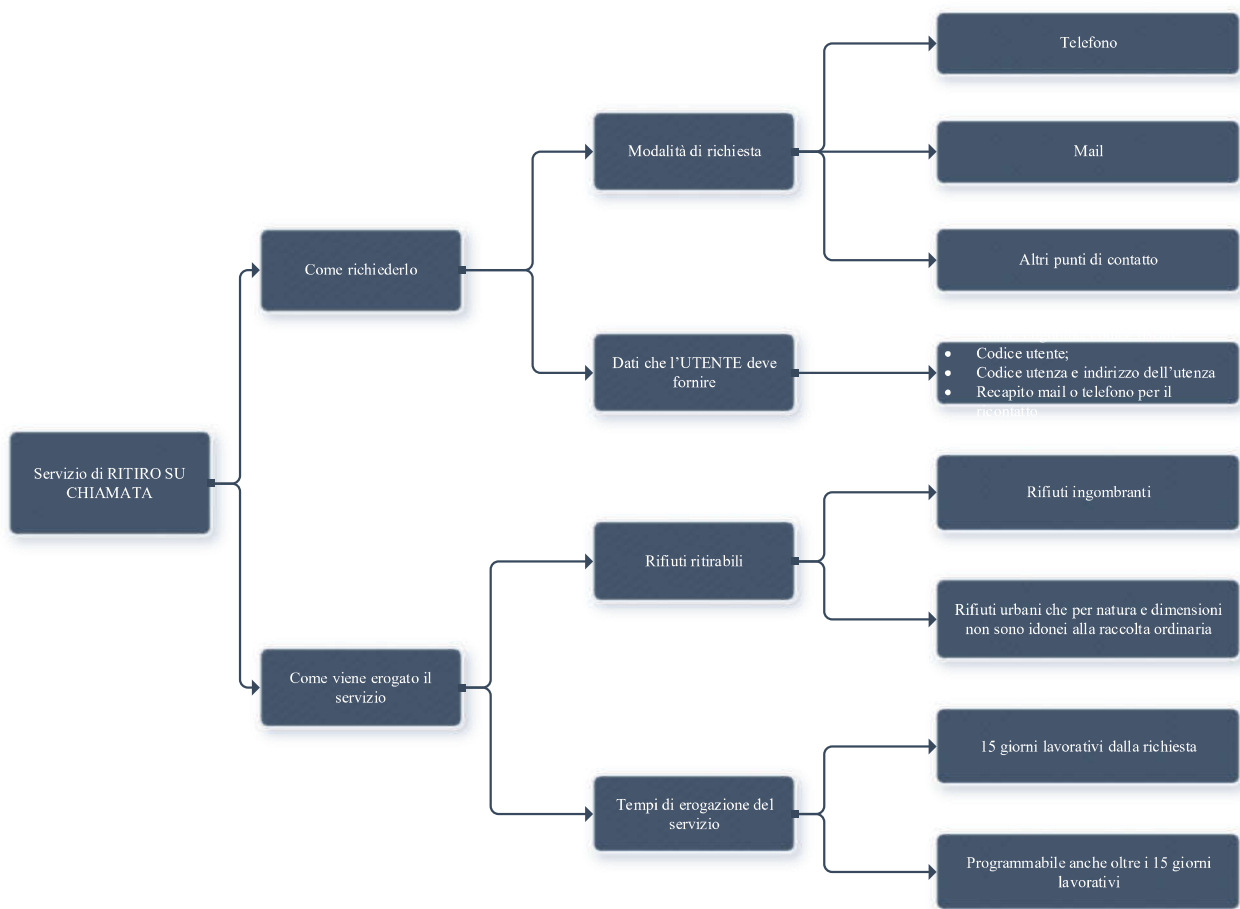 Servizio di RITIRO SU
CHIAMATA
Come richiederlo
Modalità di richiesta
Telefono
Mail
Altri punti di contatto
Dati che l'UTENTE deve
fornire
• Codice utente;
• Codice utenza e indirizzo dell'utenza
• Recapito mail o telefono per il
ricontatto
Come viene erogato il
servizio
Rifiuti ritirabili
Rifiuti ingombranti
Rifiuti urbani che per natura e dimensioni
non sono idonei alla raccolta ordinaria
Tempi di erogazione del
servizio
15 giorni lavorativi dalla richiesta
Programmabile anche oltre i 15 giorni
lavorativi